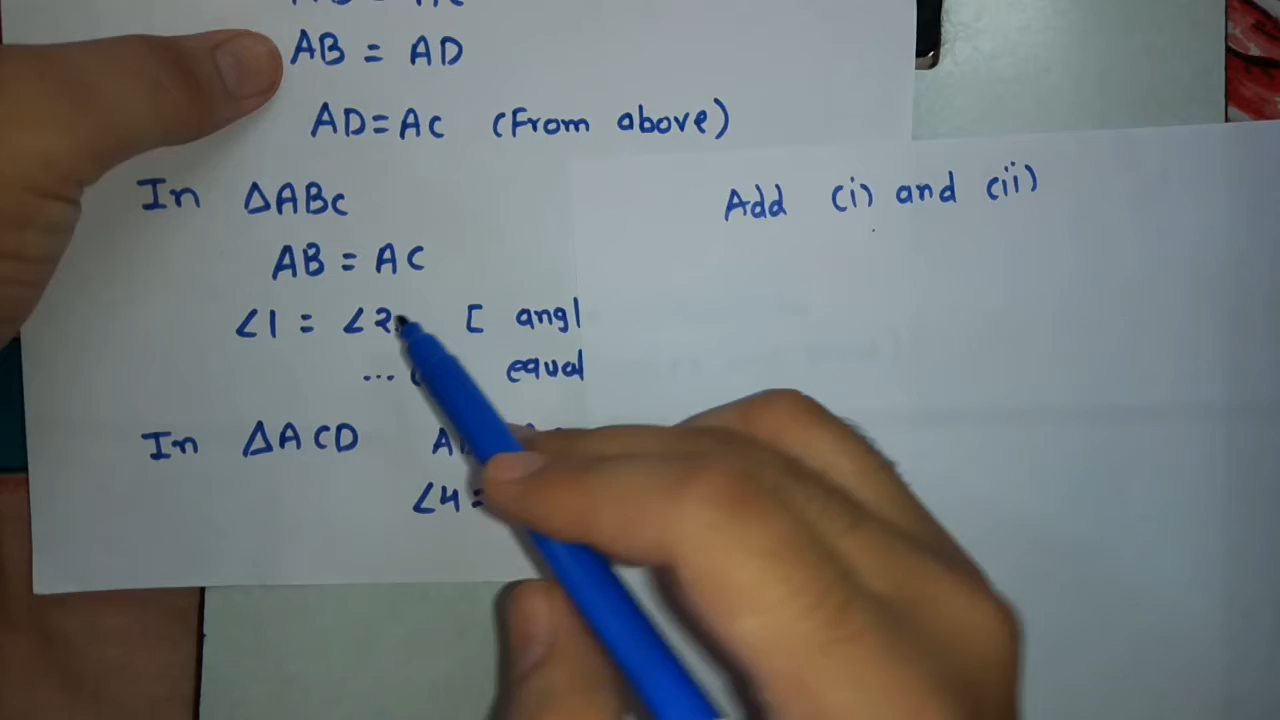 AB = AD
AD = AC (From above)
In ΔABC
AB = AC
∠1 = ∠2 [ angl
... equal
In ΔACD
∠4 =
Add (i) and (ii)